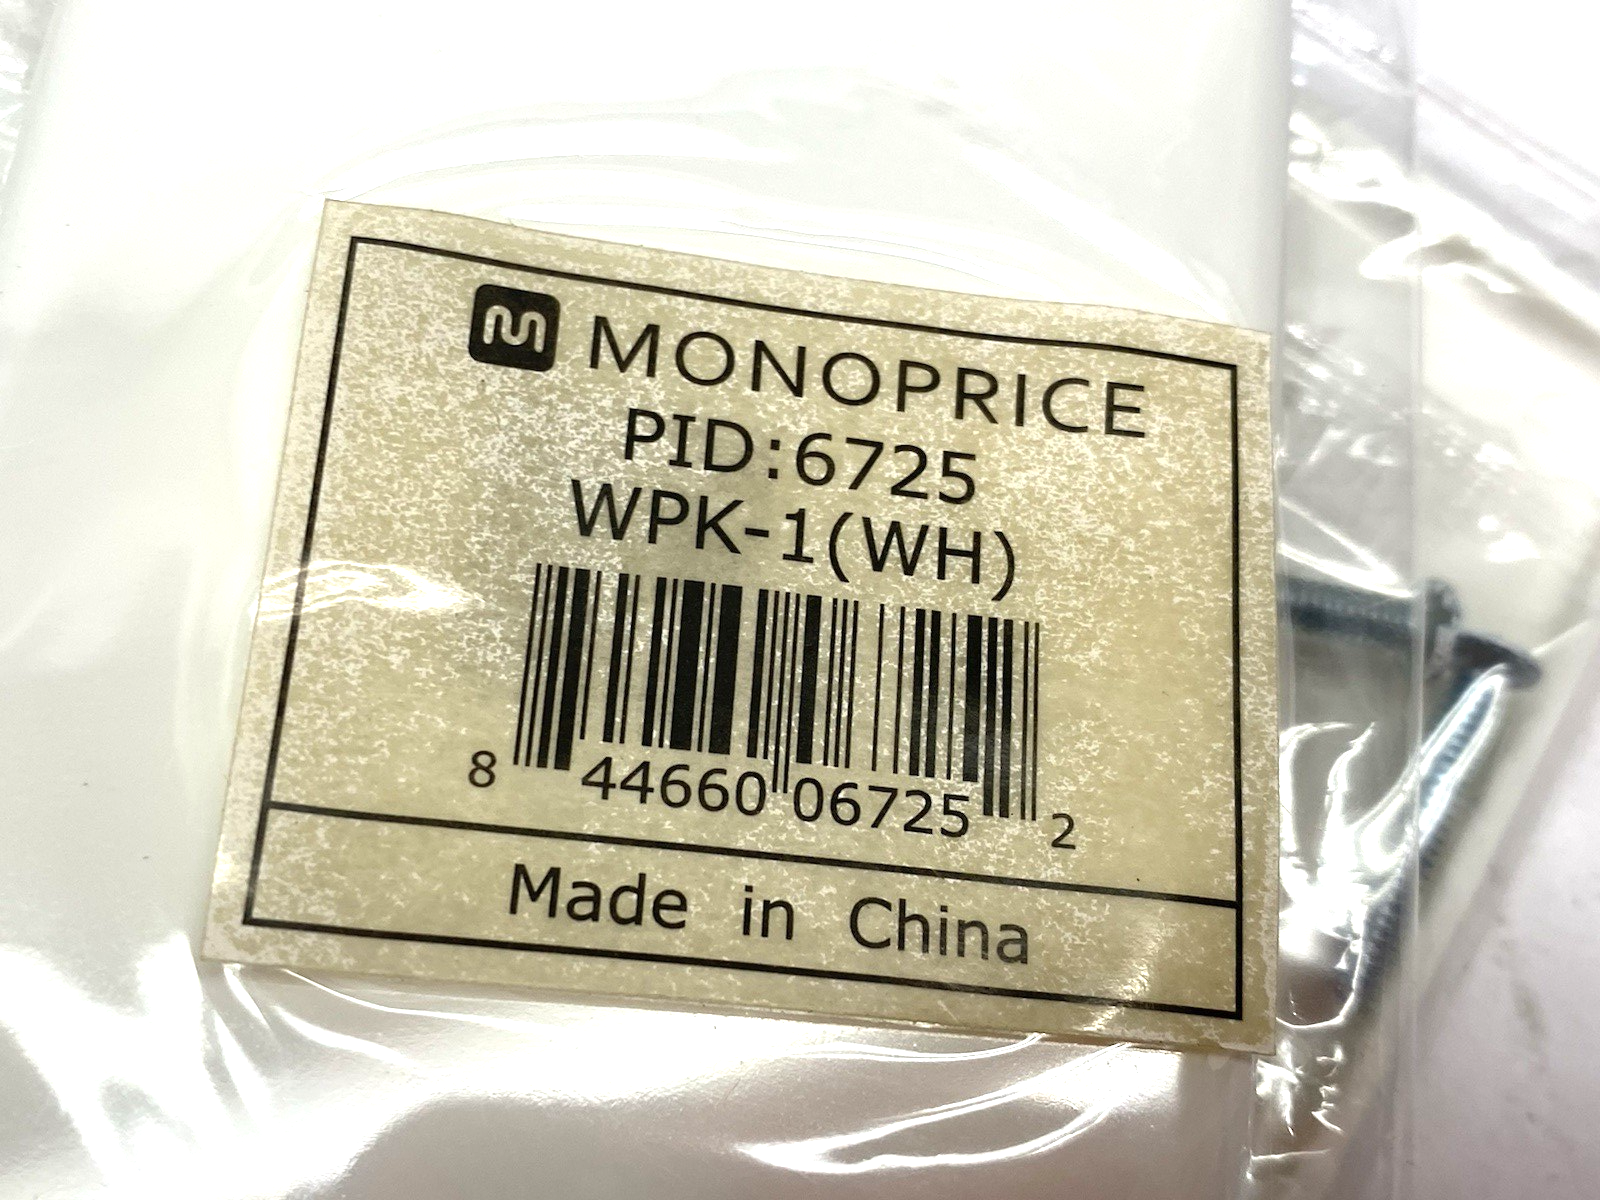 MONOPRICE
PID:6725
WPK-1(WH)
8 44660 06725 2
Made in China